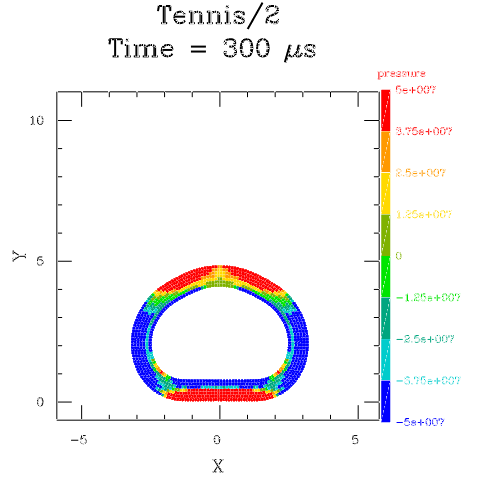 Tennis/2
Time = 300 μs
pressure
5e+007
3.75e+007
2.5e+007
1.25e+007
0
-1.25e+007
-2.5e+007
-3.75e+007
-5e+007
10
5
0
Y
-5
0
5
X